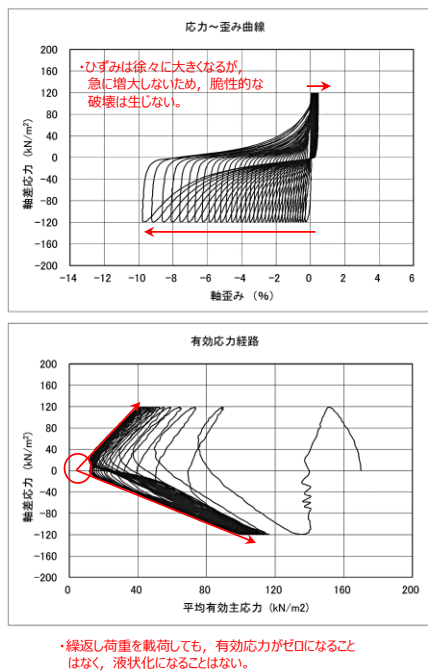 応力～歪み曲線
・ひずみは徐々に大きくなるが，
急に増大しないため，脆性的な
破壊は生じない。
軸差応力（kN/m²）
200
160
120
80
40
0
-40
-80
-120
-160
-200
-14 -12 -10 -8 -6 -4 -2 0 2 4 6
軸歪み （%）
有効応力経路
軸差応力（kN/m²）
200
160
120
80
40
0
-40
-80
-120
-160
-200
0 40 80 120 160 200
平均有効主応力（kN/m2）
・繰返し荷重を載荷しても，有効応力がゼロになること
はなく，液状化になることはない。